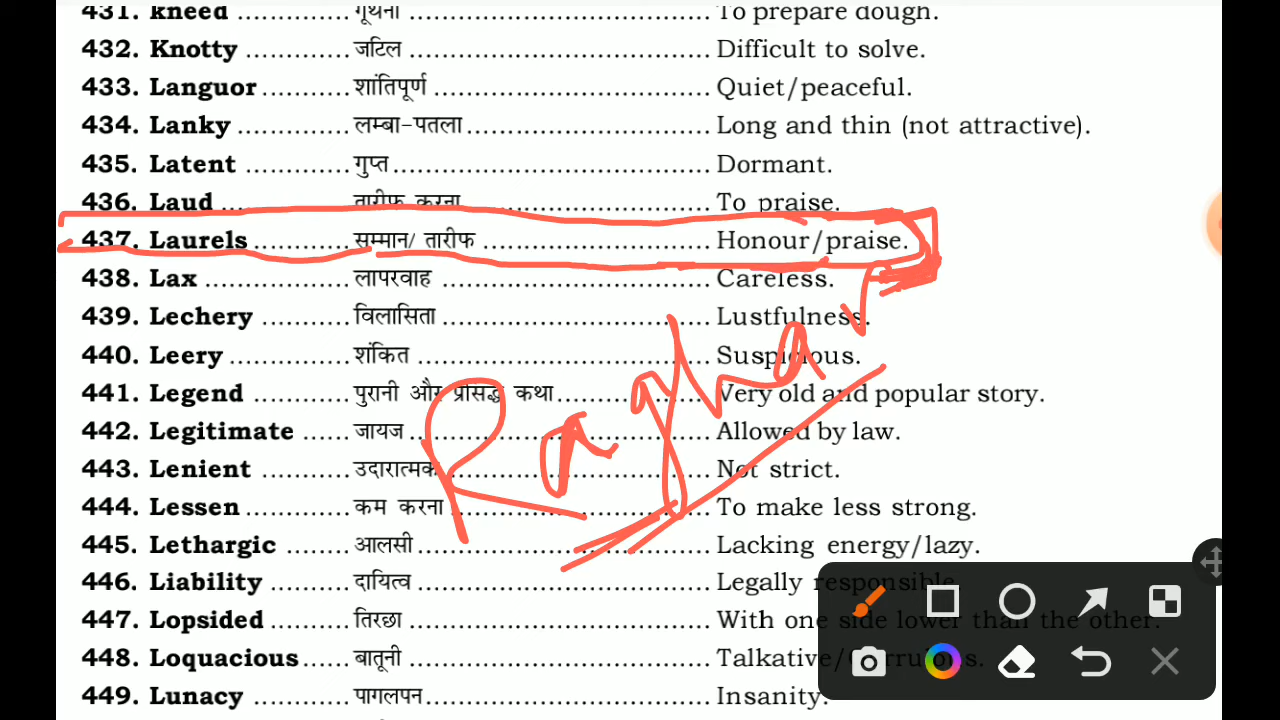 431. kneed ........... गूंथना ..................................... To prepare dough.
432. Knotty ............. जटिल ..................................... Difficult to solve.
433. Languor ........... शांतिपूर्ण ................................... Quiet/peaceful.
434. Lanky ............. लम्बा-पतला .............................. Long and thin (not attractive).
435. Latent ............ गुप्त ....................................... Dormant.
436. Laud ............... तारीफ करना ............................... To praise.
437. Laurels ........... सम्मान/ तारीफ ............................ Honour/praise.
438. Lax ................. लापरवाह ................................. Careless.
439. Lechery ........... विलासिता ................................. Lustfulness.
440. Leery .............. शंकित .................................... Suspicious.
441. Legend ............ पुरानी और प्रसिद्ध कथा ................... Very old and popular story.
442. Legitimate ...... जायज ..................................... Allowed by law.
443. Lenient ........... उदारात्मक ................................ Not strict.
444. Lessen ............ कम करना ................................ To make less strong.
445. Lethargic ....... आलसी .................................... Lacking energy/lazy.
446. Liability .......... दायित्व ..................................... Legally responsible.
447. Lopsided ......... तिरछा ..................................... With one side lower than the other.
448. Loquacious ..... बातूनी ..................................... Talkative/Garrulous.
449. Lunacy ........... पागलपन ................................... Insanity.
Raghav